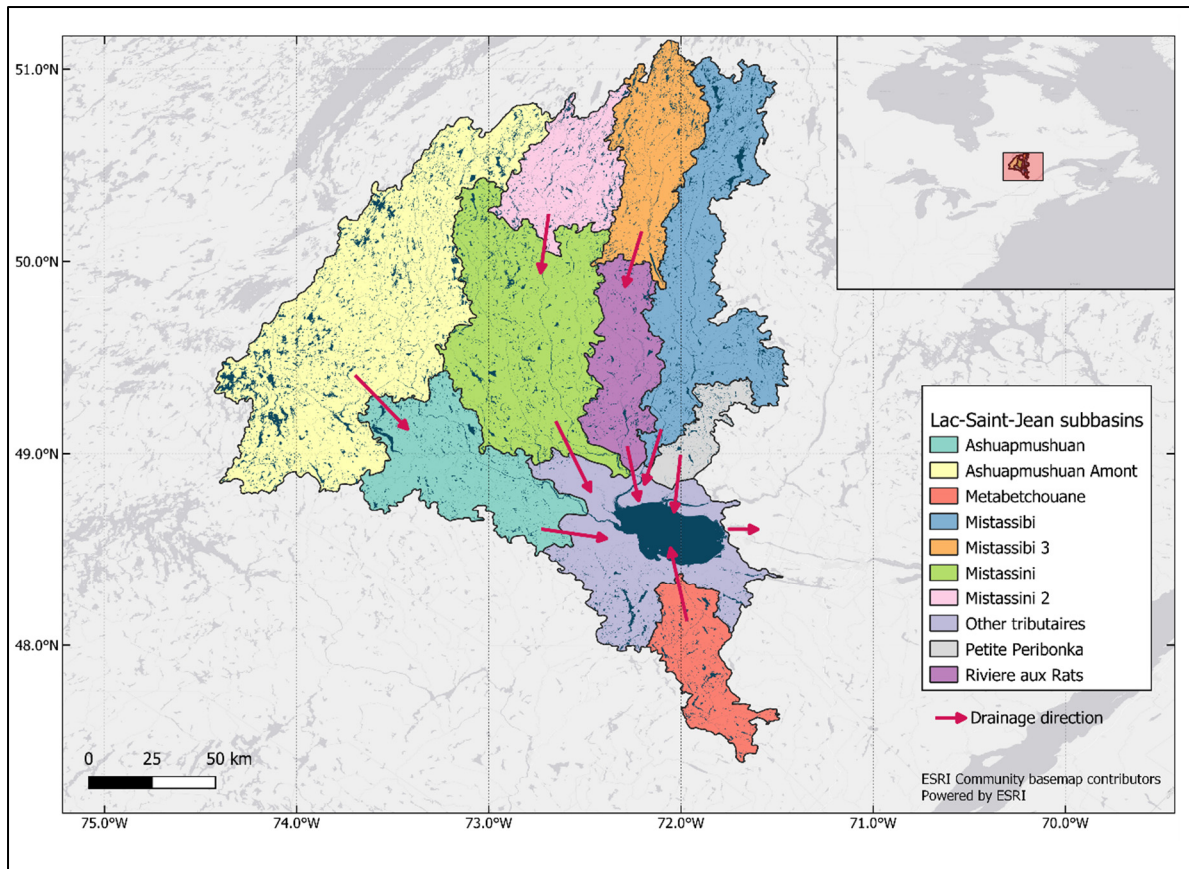 51.0°N
50.0°N
49.0°N
48.0°N
Lac-Saint-Jean subbasins
Ashuapmushuan
Ashuapmushuan Amont
Metabetchouane
Mistassibi
Mistassibi 3
Mistassini
Mistassini 2
Other tributaires
Petite Peribonka
Riviere aux Rats
Drainage direction
0 25 50 km
ESRI Community basemap contributors
Powered by ESRI
75.0°W 74.0°W 73.0°W 72.0°W 71.0°W 70.0°W